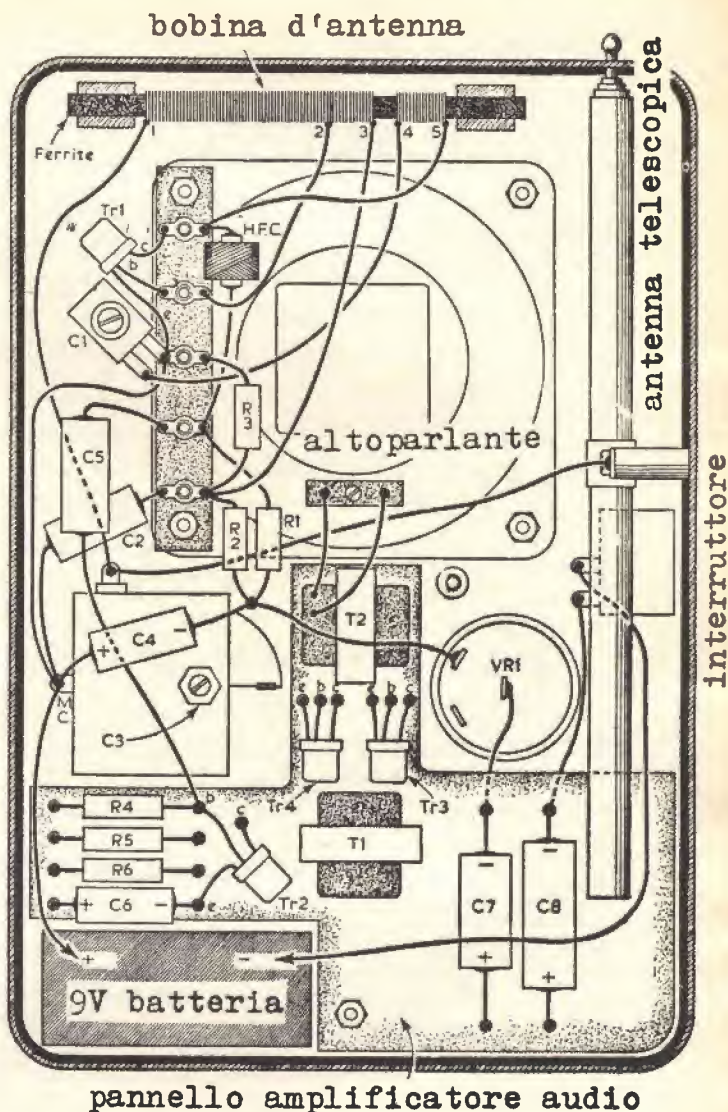 bobina d'antenna
antenna telescopica
1 2 3 4 5
Ferrite
Tr1
H.F.C.
c
b
e
C1
R3
altoparlante
C5
C2
R2
R1
interruttore
T2
C4
+ −
VR1
M
C.
C3
e b c e b c
Tr4
Tr3
R4
b
c
R5
T1
R6
+ C6 −
e
Tr2
− −
C7
C8
+ +
+ −
9V batteria
pannello amplificatore audio